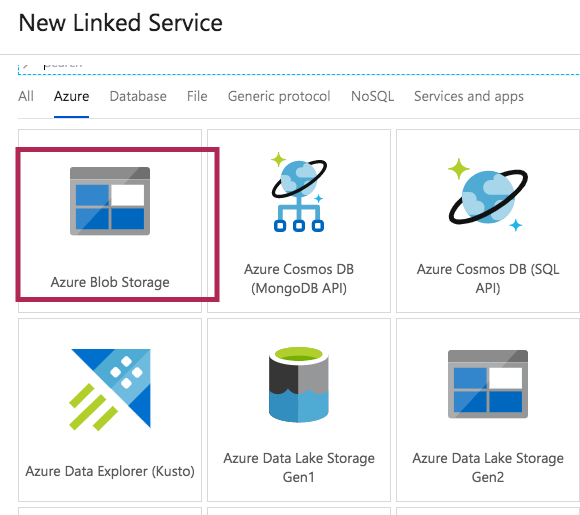 New Linked Service
All Azure Database File Generic protocol NoSQL Services and apps
Azure Blob Storage
Azure Cosmos DB
(MongoDB API)
Azure Cosmos DB (SQL
API)
Azure Data Explorer (Kusto)
Azure Data Lake Storage
Gen1
Azure Data Lake Storage
Gen2